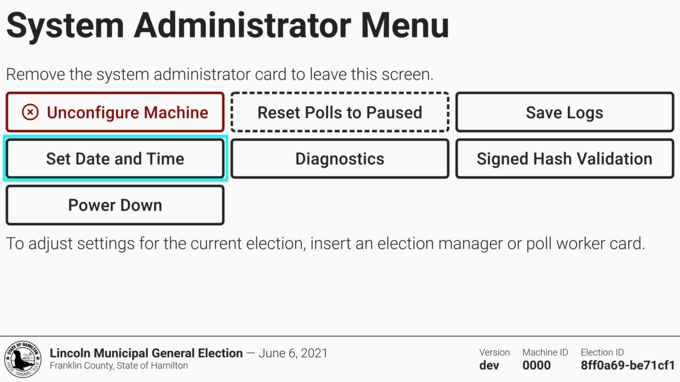 System Administrator Menu
Remove the system administrator card to leave this screen.
Unconfigure Machine
Reset Polls to Paused
Save Logs
Set Date and Time
Diagnostics
Signed Hash Validation
Power Down
To adjust settings for the current election, insert an election manager or poll worker card.
Lincoln Municipal General Election — June 6, 2021
Franklin County, State of Hamilton
Version
dev
Machine ID
0000
Election ID
8ff0a69-be71cf1